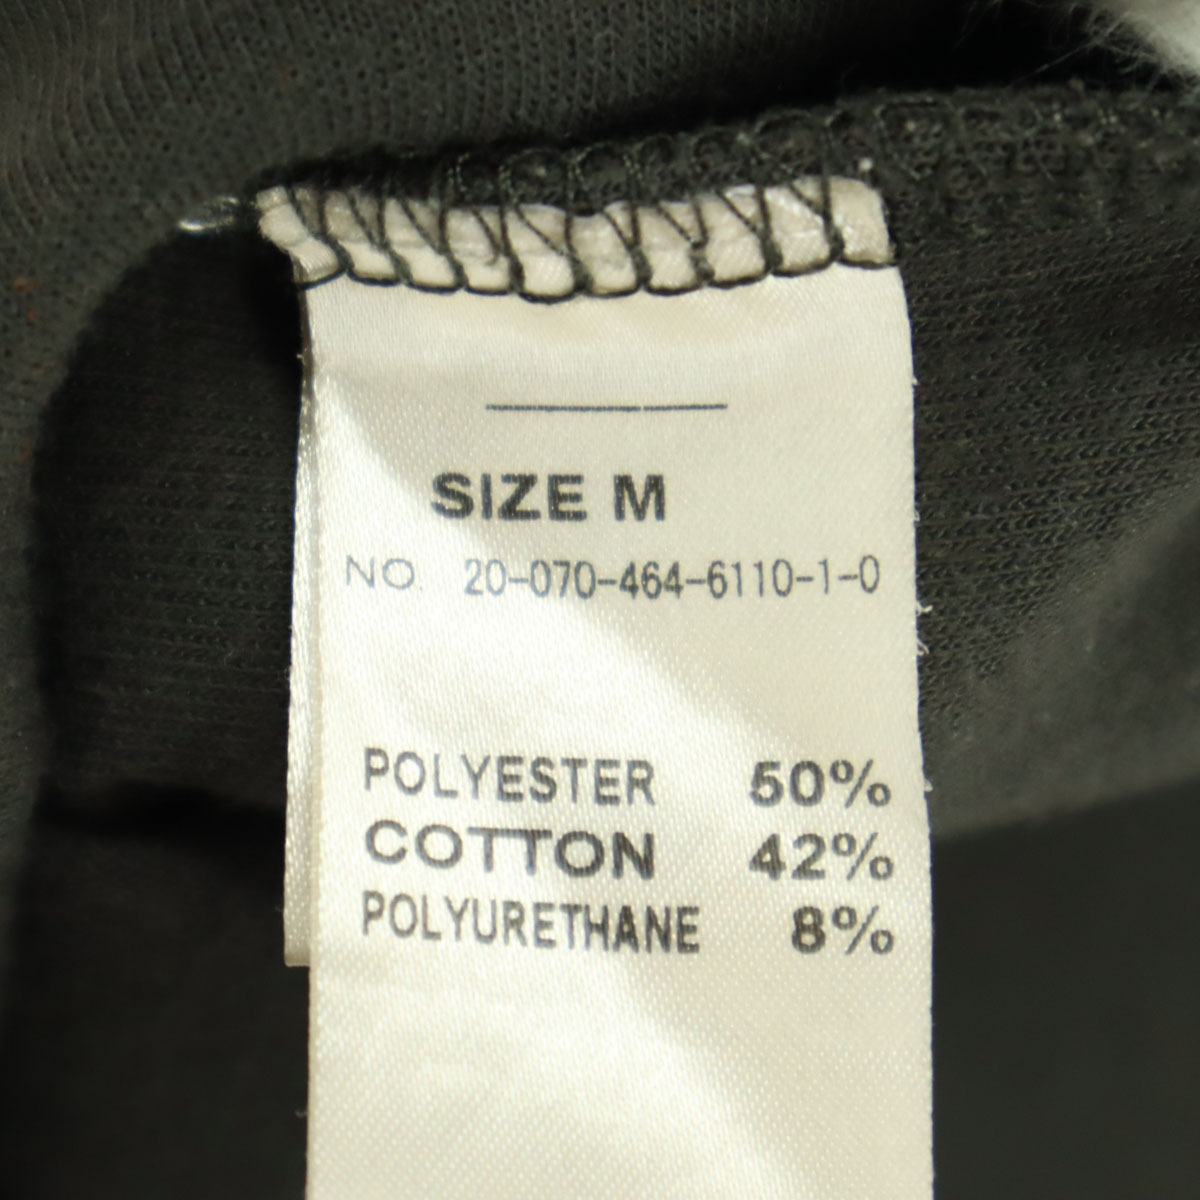 SIZE M
NO. 20-070-464-6110-1-0
POLYESTER 50%
COTTON 42%
POLYURETHANE 8%